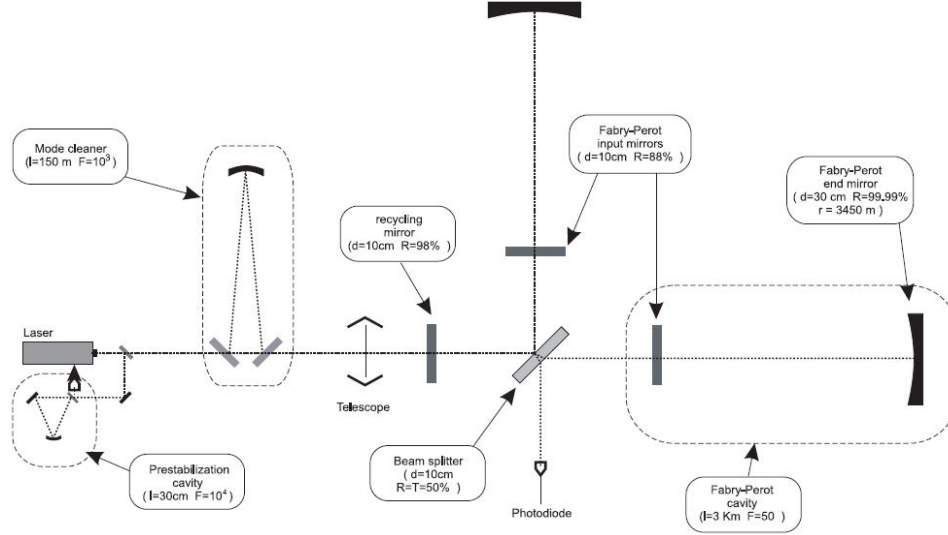 Mode cleaner
(l=150 m F=10³)
Fabry-Perot
input mirrors
( d=10cm R=88% )
Fabry-Perot
end mirror
( d=30 cm R=99.99%
r = 3450 m )
recycling
mirror
(d=10cm R=98% )
Laser
Telescope
Prestabilization
cavity
( l=30cm F=10⁴)
Beam splitter
( d=10cm
R=T=50% )
Photodiode
Fabry-Perot
cavity
(l=3 Km F=50 )